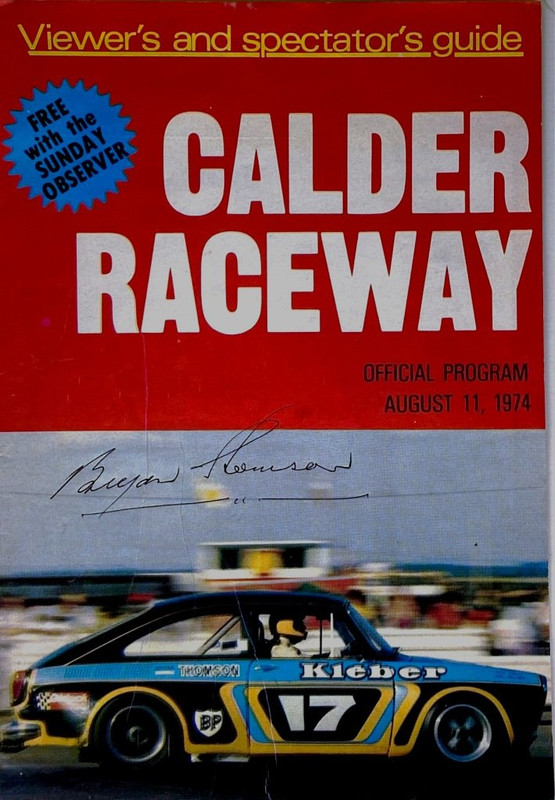 Viewer's and spectator's guide
FREE
with the
SUNDAY
OBSERVER
CALDER
RACEWAY
OFFICIAL PROGRAM
AUGUST 11, 1974
Bryan Thomson
THOMSON
Kléber
BP
17